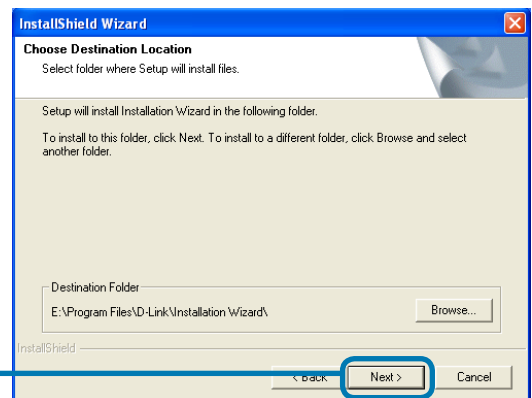 InstallShield Wizard
Choose Destination Location
Select folder where Setup will install files.
Setup will install Installation Wizard in the following folder.
To install to this folder, click Next. To install to a different folder, click Browse and select
another folder.
Destination Folder
E:\Program Files\D-Link\Installation Wizard\
Browse...
InstallShield
< Back
Next >
Cancel